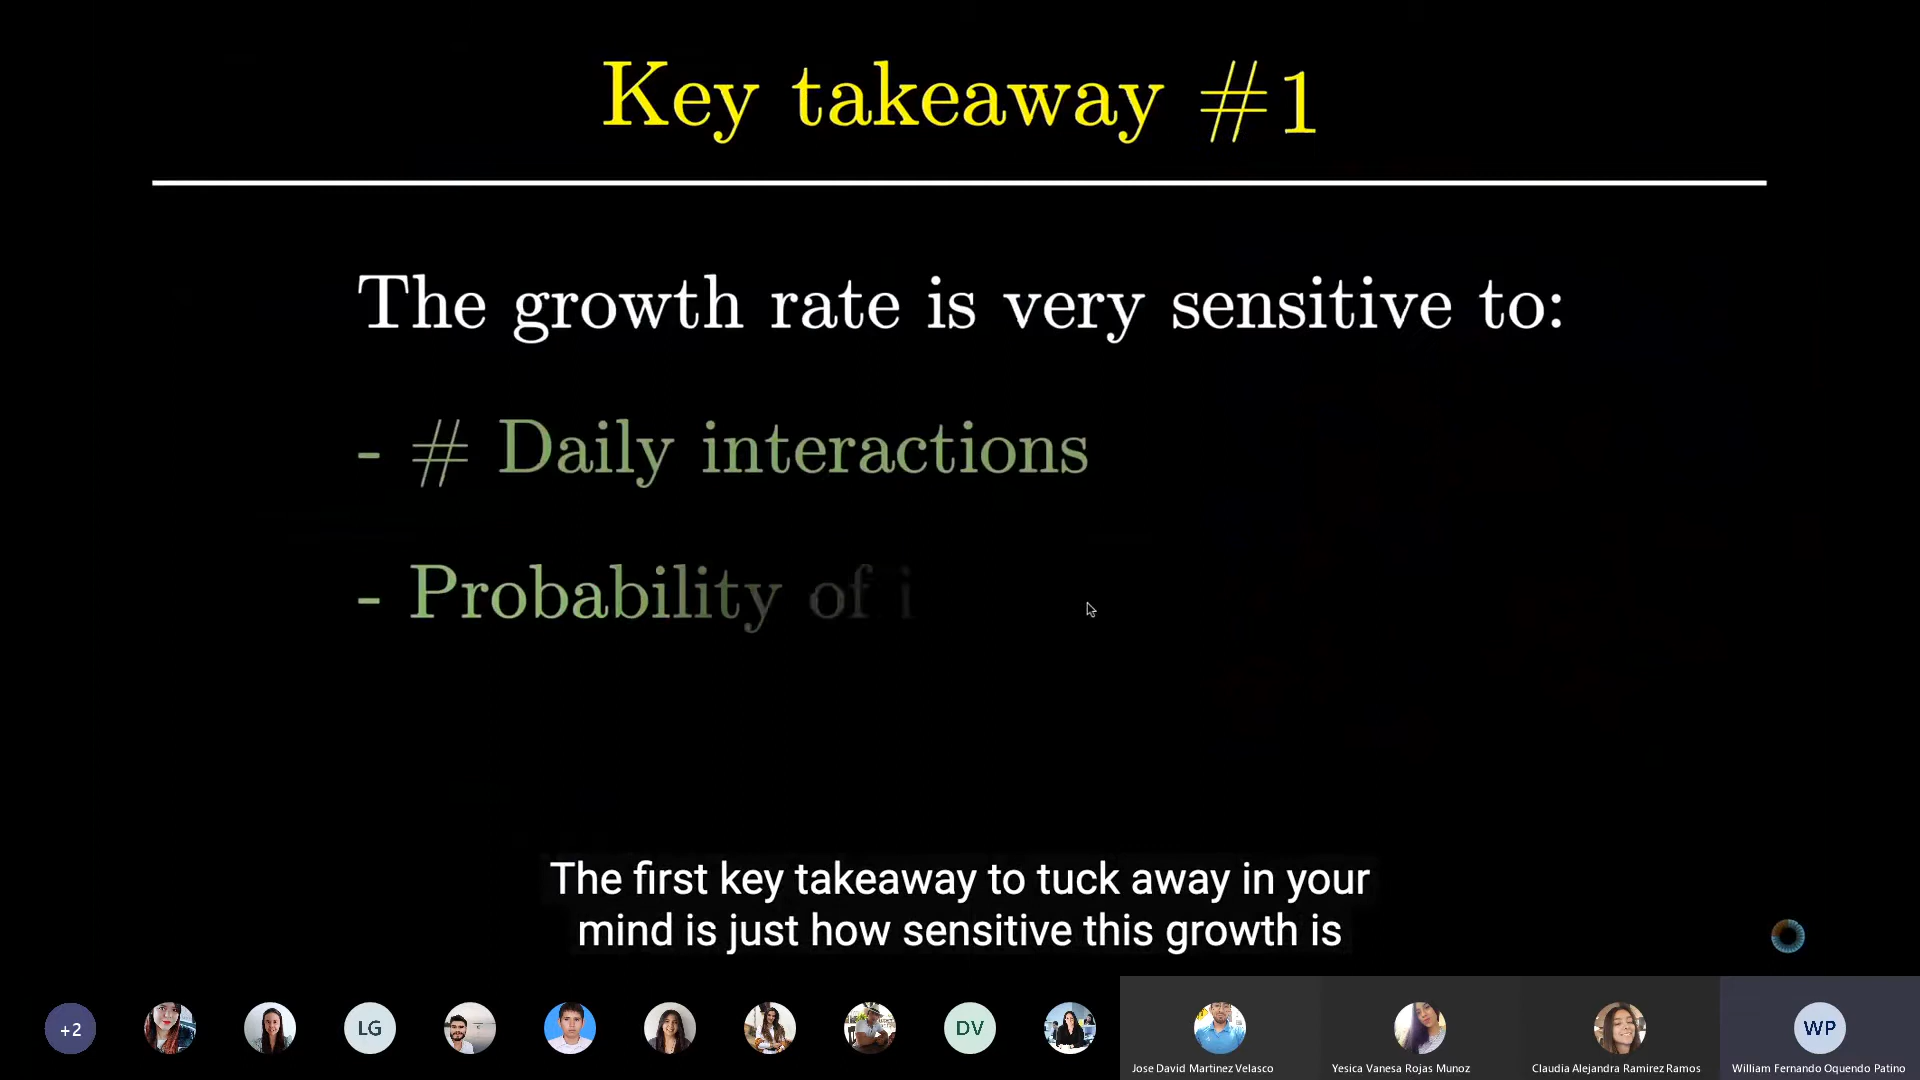 Key takeaway #1
The growth rate is very sensitive to:
- # Daily interactions
- Probability of i
The first key takeaway to tuck away in your
mind is just how sensitive this growth is
+2
LG
DV
WP
Jose David Martinez Velasco
Yesica Vanesa Rojas Munoz
Claudia Alejandra Ramirez Ramos
William Fernando Oquendo Patino